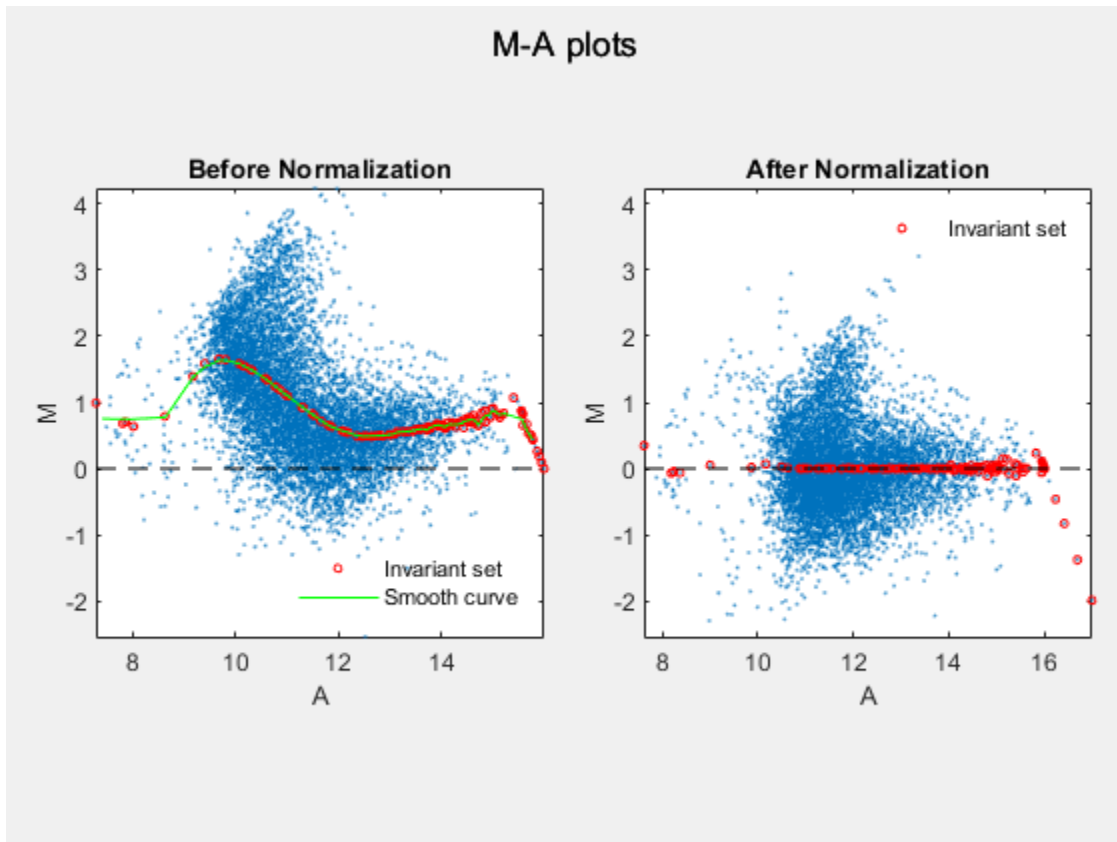 M-A plots
Before Normalization
4
3
2
1
0
-1
-2
M
8
10
12
14
A
Invariant set
Smooth curve
After Normalization
4
3
2
1
0
-1
-2
M
8
10
12
14
16
A
Invariant set